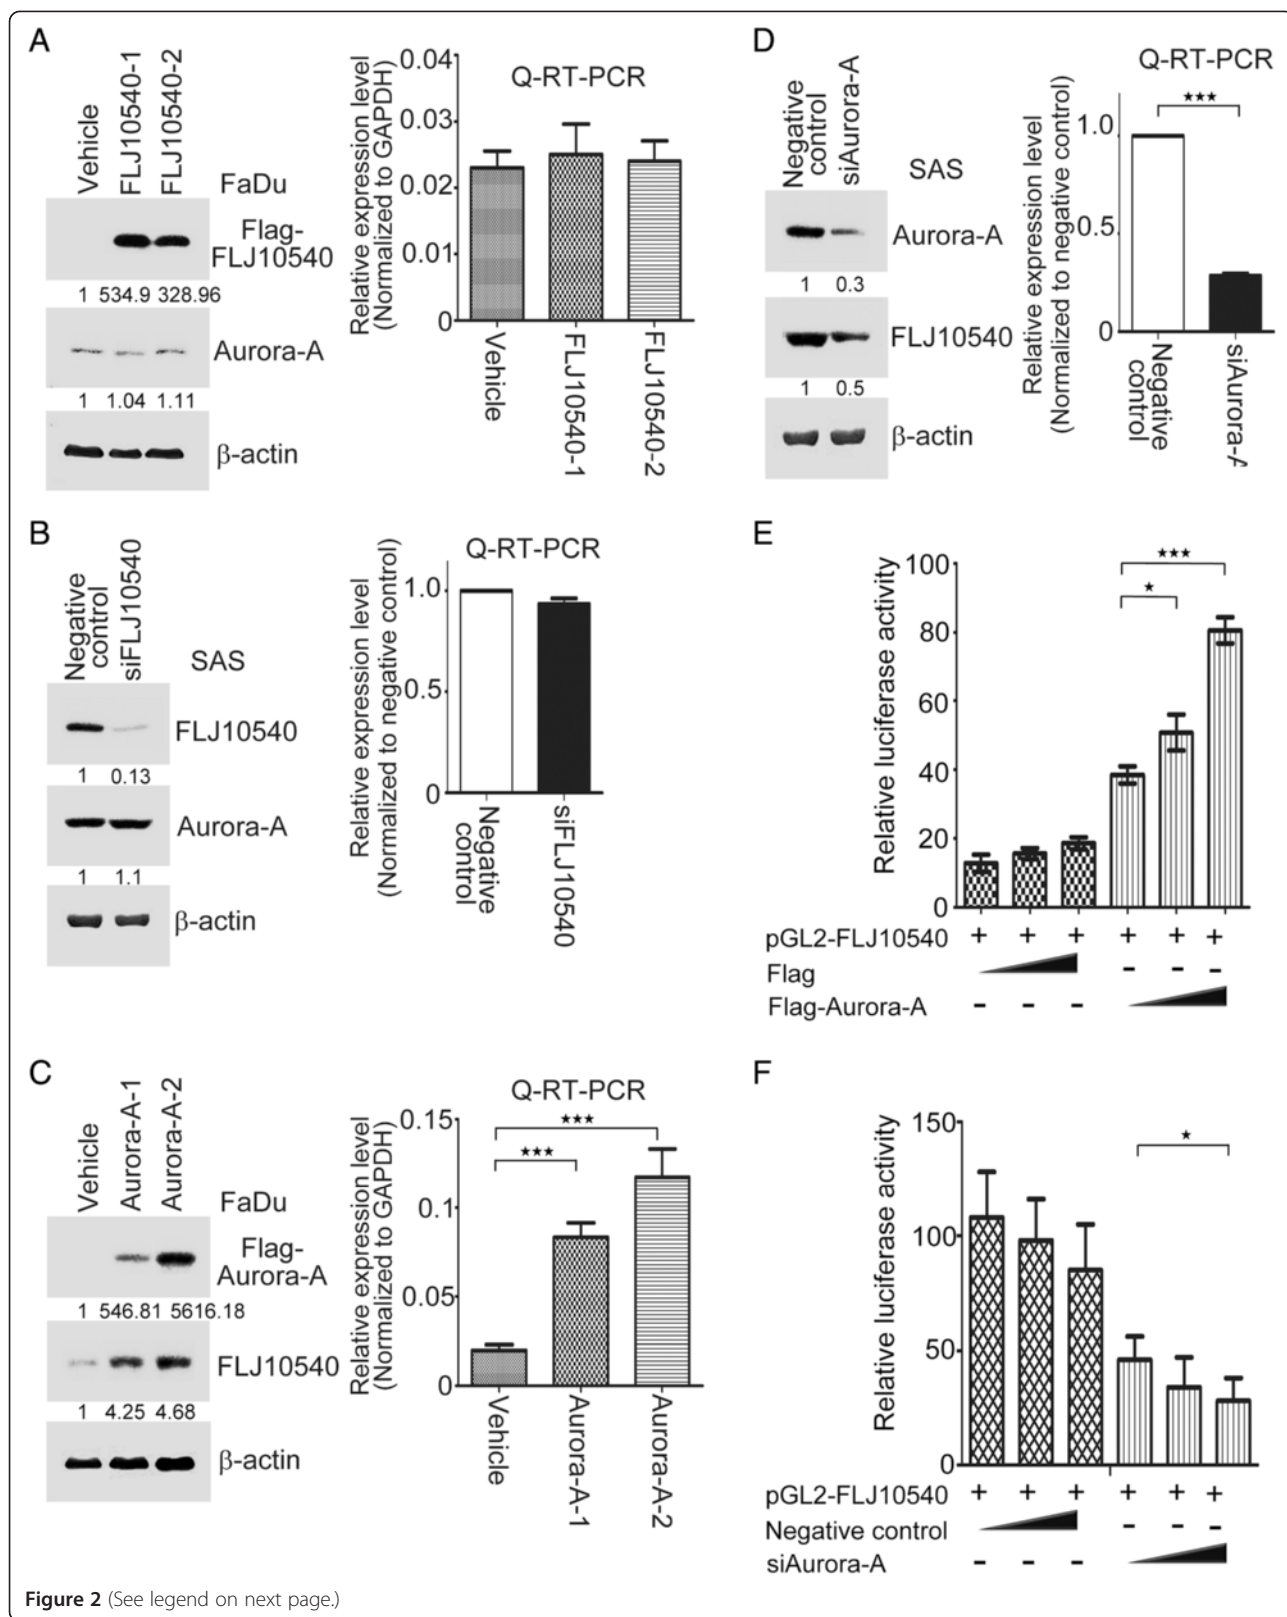 A
Vehicle
FLJ10540-1
FLJ10540-2
FaDu
Flag-
FLJ10540
1 534.9 328.96
Aurora-A
1 1.04 1.11
β-actin
Q-RT-PCR
Relative expression level
(Normalized to GAPDH)
0.04
0.03
0.02
0.01
0
Vehicle
FLJ10540-1
FLJ10540-2
B
Negative
control
siFLJ10540
SAS
FLJ10540
1 0.13
Aurora-A
1 1.1
β-actin
Q-RT-PCR
Relative expression level
(Normalized to negative control)
1.0
0.5
0
Negative
control
siFLJ10540
C
Vehicle
Aurora-A-1
Aurora-A-2
FaDu
Flag-
Aurora-A
1 546.81 5616.18
FLJ10540
1 4.25 4.68
β-actin
Q-RT-PCR
Relative expression level
(Normalized to GAPDH)
0.15
0.1
0.05
0
★★★
★★★
Vehicle
Aurora-A-1
Aurora-A-2
D
Negative
control
siAurora-A
SAS
Aurora-A
1 0.3
FLJ10540
1 0.5
β-actin
Q-RT-PCR
Relative expression level
(Normalized to negative control)
1.0
0.5
0
★★★
Negative
control
siAurora-A
E
Relative luciferase activity
100
80
60
40
20
0
★★★
★
pGL2-FLJ10540 + + + + + +
Flag - - -
Flag-Aurora-A - - -
F
Relative luciferase activity
150
100
50
0
★
pGL2-FLJ10540 + + + + + +
Negative control - - -
siAurora-A - - -
Figure 2 (See legend on next page.)